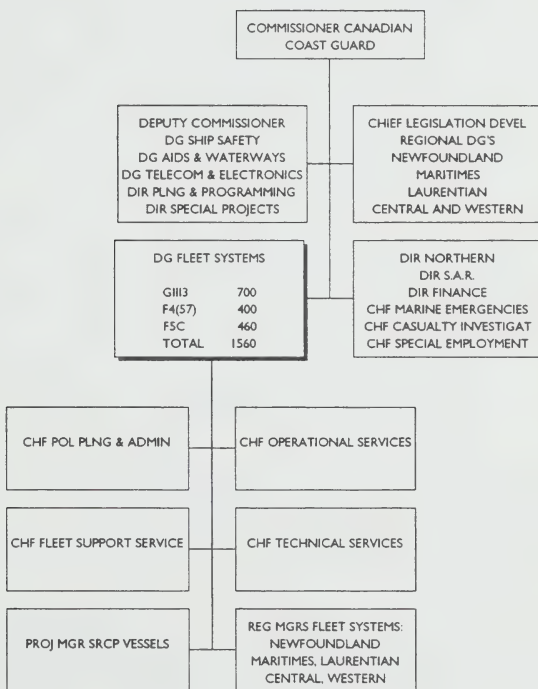 COMMISSIONER CANADIAN
COAST GUARD
DEPUTY COMMISSIONER
DG SHIP SAFETY
DG AIDS & WATERWAYS
DG TELECOM & ELECTRONICS
DIR PLNG & PROGRAMMING
DIR SPECIAL PROJECTS
CHIEF LEGISLATION DEVEL
REGIONAL DG'S
NEWFOUNDLAND
MARITIMES
LAURENTIAN
CENTRAL AND WESTERN
DG FLEET SYSTEMS
GIII3 700
F4(57) 400
F5C 460
TOTAL 1560
DIR NORTHERN
DIR S.A.R.
DIR FINANCE
CHF MARINE EMERGENCIES
CHF CASUALTY INVESTIGAT
CHF SPECIAL EMPLOYMENT
CHF POL PLNG & ADMIN
CHF OPERATIONAL SERVICES
CHF FLEET SUPPORT SERVICE
CHF TECHNICAL SERVICES
PROJ MGR SRCP VESSELS
REG MGRS FLEET SYSTEMS:
NEWFOUNDLAND
MARITIMES, LAURENTIAN
CENTRAL, WESTERN